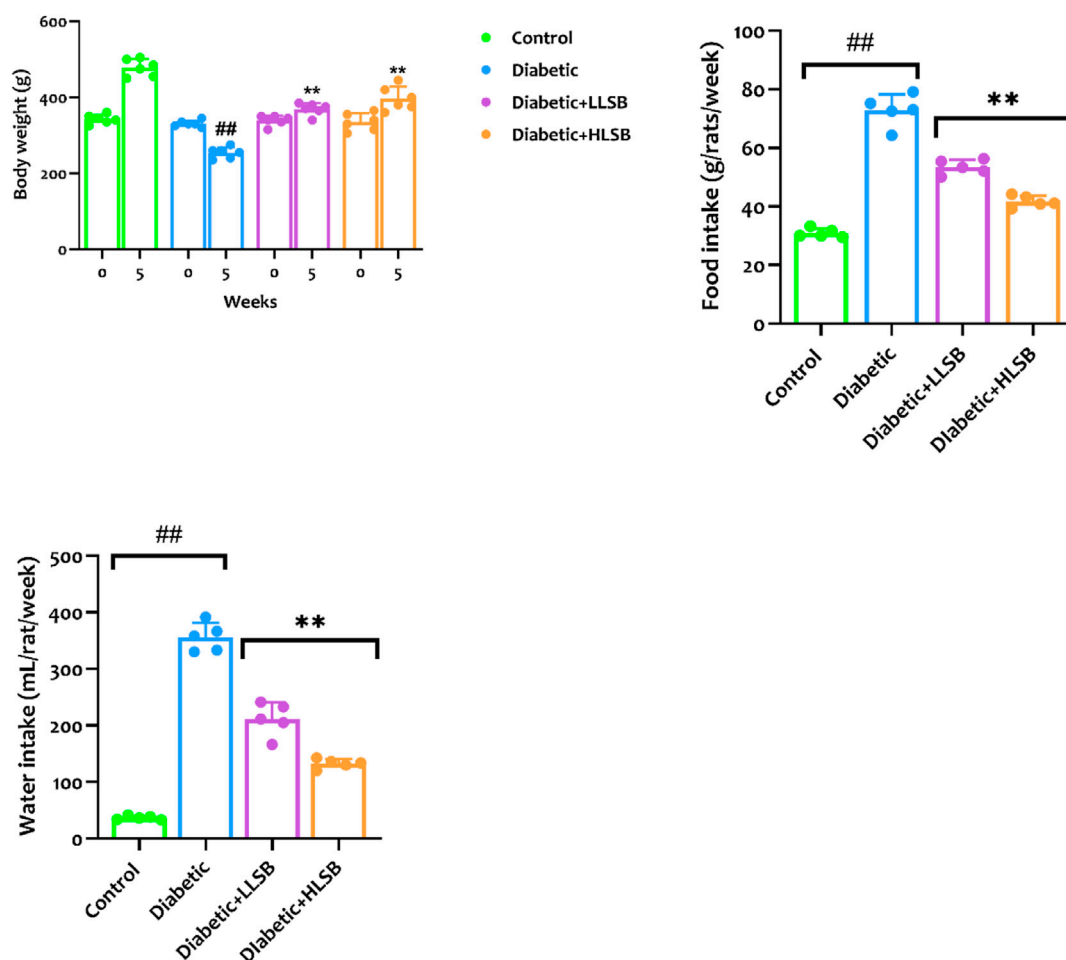 Body weight (g)
600
400
200
0
##
**
**
0
5
0
5
0
5
0
5
Weeks
Control
Diabetic
Diabetic+LLSB
Diabetic+HLSB
Food intake (g/rats/week)
100
80
60
40
20
0
##
**
Control
Diabetic
Diabetic+LLSB
DIabetic+HLSB
Water intake (mL/rat/week)
500
400
300
200
100
0
##
**
Control
Diabetic
Diabetic+LLSB
DIabetic+HLSB